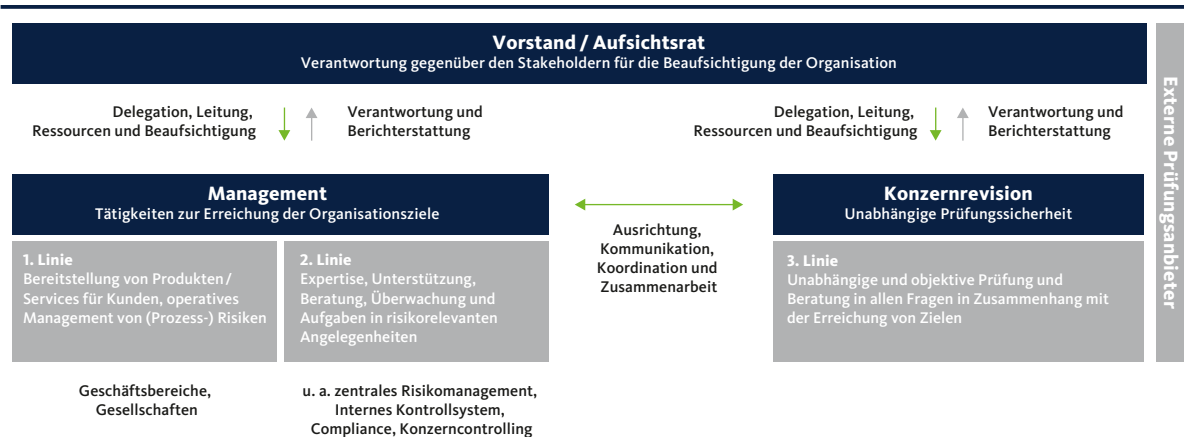 Vorstand / Aufsichtsrat
Verantwortung gegenüber den Stakeholdern für die Beaufsichtigung der Organisation
Delegation, Leitung,
Ressourcen und Beaufsichtigung
Verantwortung und
Berichterstattung
Delegation, Leitung,
Ressourcen und Beaufsichtigung
Verantwortung und
Berichterstattung
Management
Tätigkeiten zur Erreichung der Organisationsziele
1. Linie
Bereitstellung von Produkten /
Services für Kunden, operatives
Management von (Prozess-) Risiken
2. Linie
Expertise, Unterstützung,
Beratung, Überwachung und
Aufgaben in risikorelevanten
Angelegenheiten
Geschäftsbereiche,
Gesellschaften
u. a. zentrales Risikomanagement,
Internes Kontrollsystem,
Compliance, Konzerncontrolling
Ausrichtung,
Kommunikation,
Koordination und
Zusammenarbeit
Konzernrevision
Unabhängige Prüfungssicherheit
3. Linie
Unabhängige und objektive Prüfung und
Beratung in allen Fragen in Zusammenhang mit
der Erreichung von Zielen
Externe Prüfungsanbieter